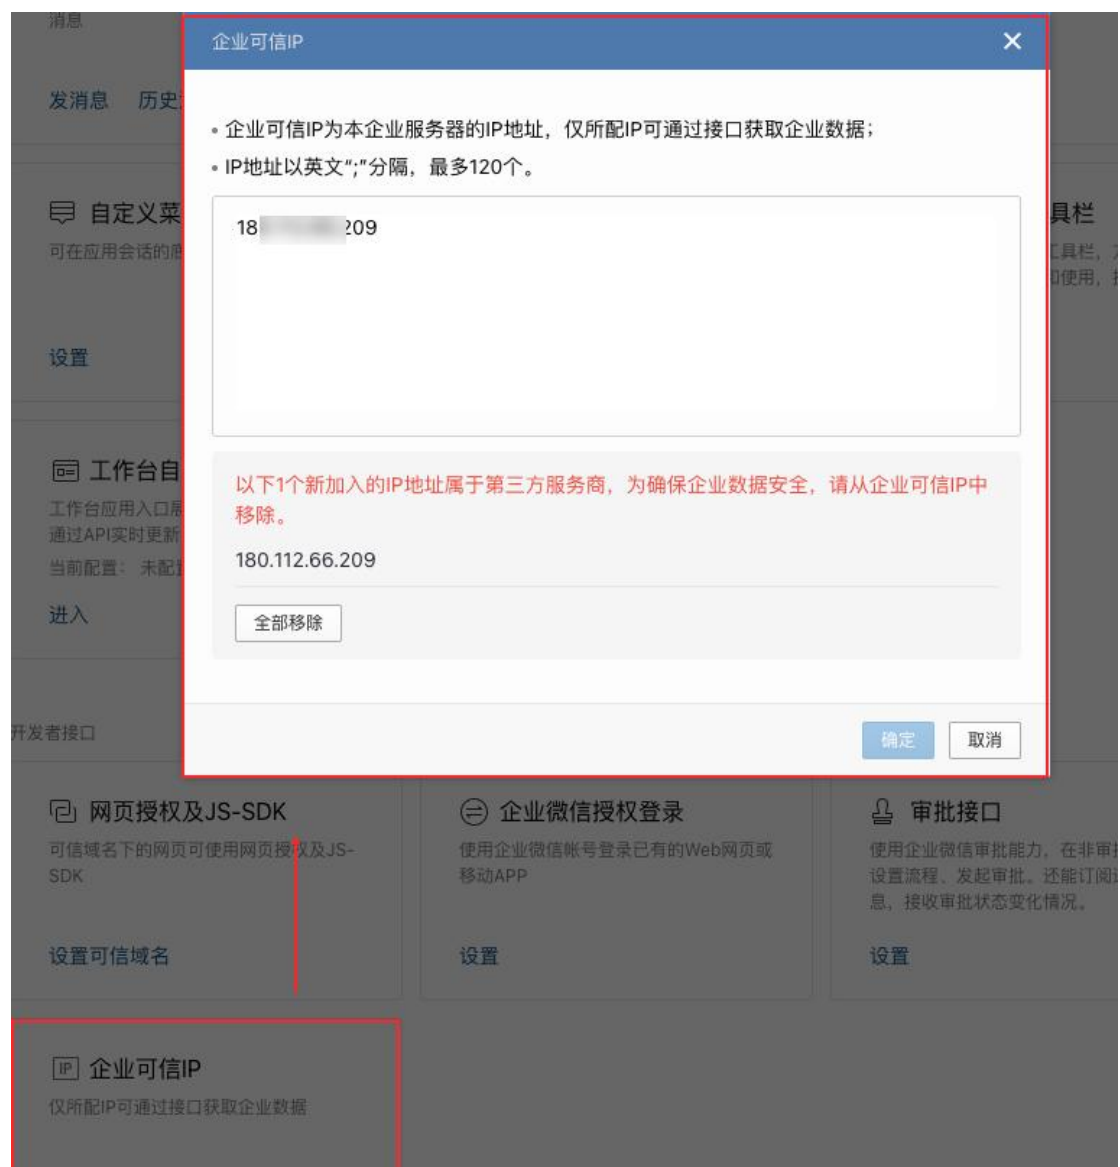 消息
企业可信IP
发消息 历史
• 企业可信IP为本企业服务器的IP地址，仅所配IP可通过接口获取企业数据；
• IP地址以英文";"分隔，最多120个。
18 209
自定义菜
具栏
可在应用会话的底
工具栏，
和使用，
设置
工作台自
工作台应用入口展
通过API实时更新
当前配置： 未配置
进入
以下1个新加入的IP地址属于第三方服务商，为确保企业数据安全，请从企业可信IP中
移除。
180.112.66.209
全部移除
开发者接口
确定 取消
网页授权及JS-SDK
可信域名下的网页可使用网页授权及JS-
SDK
设置可信域名
企业微信授权登录
使用企业微信帐号登录已有的Web网页或
移动APP
设置
审批接口
使用企业微信审批能力，在非审批
设置流程、发起审批。还能订阅
息，接收审批状态变化情况。
设置
IP 企业可信IP
仅所配IP可通过接口获取企业数据